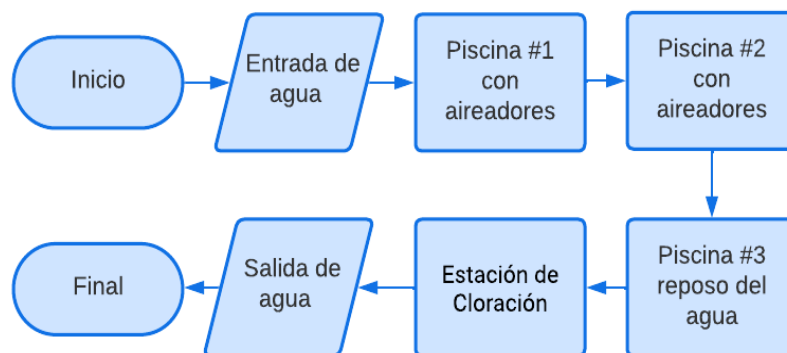 Inicio
Entrada de
agua
Piscina #1
con
aireadores
Piscina #2
con
aireadores
Final
Salida de
agua
Estación de
Cloración
Piscina #3
reposo del
agua